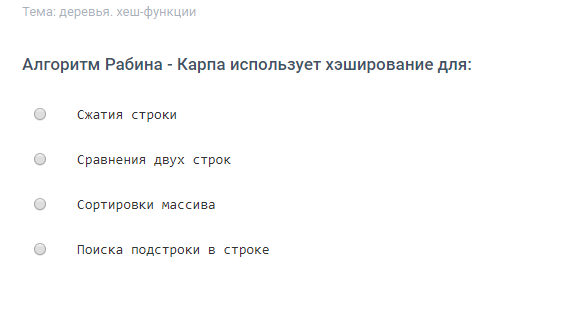 Тема: деревья. хеш-функции
Алгоритм Рабина - Карпа использует хэширование для:
Сжатия строки
Сравнения двух строк
Сортировки массива
Поиска подстроки в строке